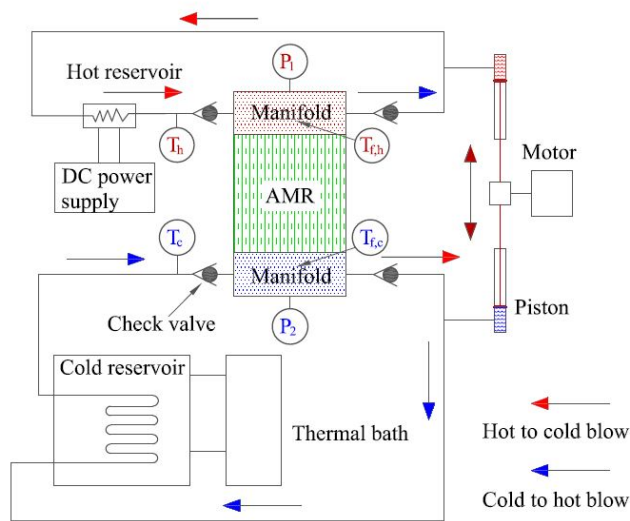 Hot reservoir
P1
Manifold
Th
Tf,h
DC power
supply
Motor
AMR
Tc
Tf,c
Manifold
Check valve
P2
Piston
Cold reservoir
Thermal bath
Hot to cold blow
Cold to hot blow